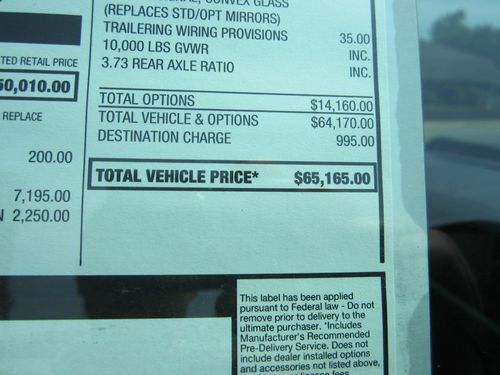 CONVEX GLASS
(REPLACES STD/OPT MIRRORS)
TRAILERING WIRING PROVISIONS 35.00
10,000 LBS GVWR INC.
3.73 REAR AXLE RATIO INC.
TOTAL OPTIONS $14,160.00
TOTAL VEHICLE & OPTIONS $64,170.00
DESTINATION CHARGE 995.00
TOTAL VEHICLE PRICE* $65,165.00
TED RETAIL PRICE
50,010.00
REPLACE
200.00
7,195.00
N 2,250.00
This label has been applied
pursuant to Federal law - Do not
remove prior to delivery to the
ultimate purchaser. *Includes
Manufacturer's Recommended
Pre-Delivery Service. Does not
include dealer installed options
and accessories not listed above,
license fees